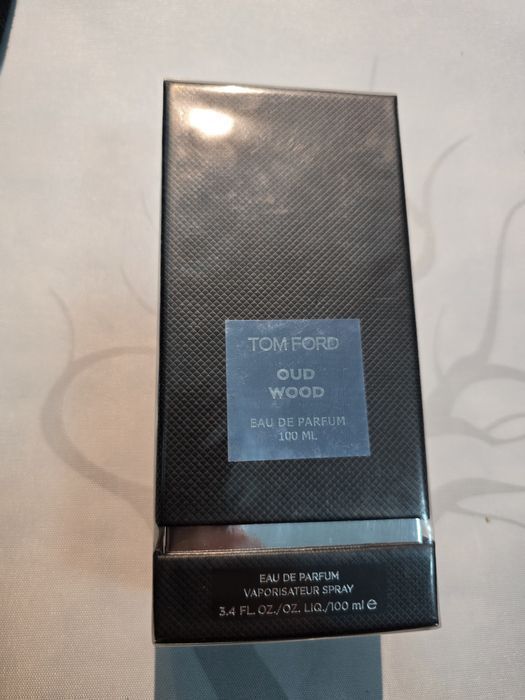 TOM FORD
OUD
WOOD
EAU DE PARFUM
100 ML
EAU DE PARFUM
VAPORISATEUR SPRAY
3.4 FL. OZ./OZ. LIQ./100 ml ℮